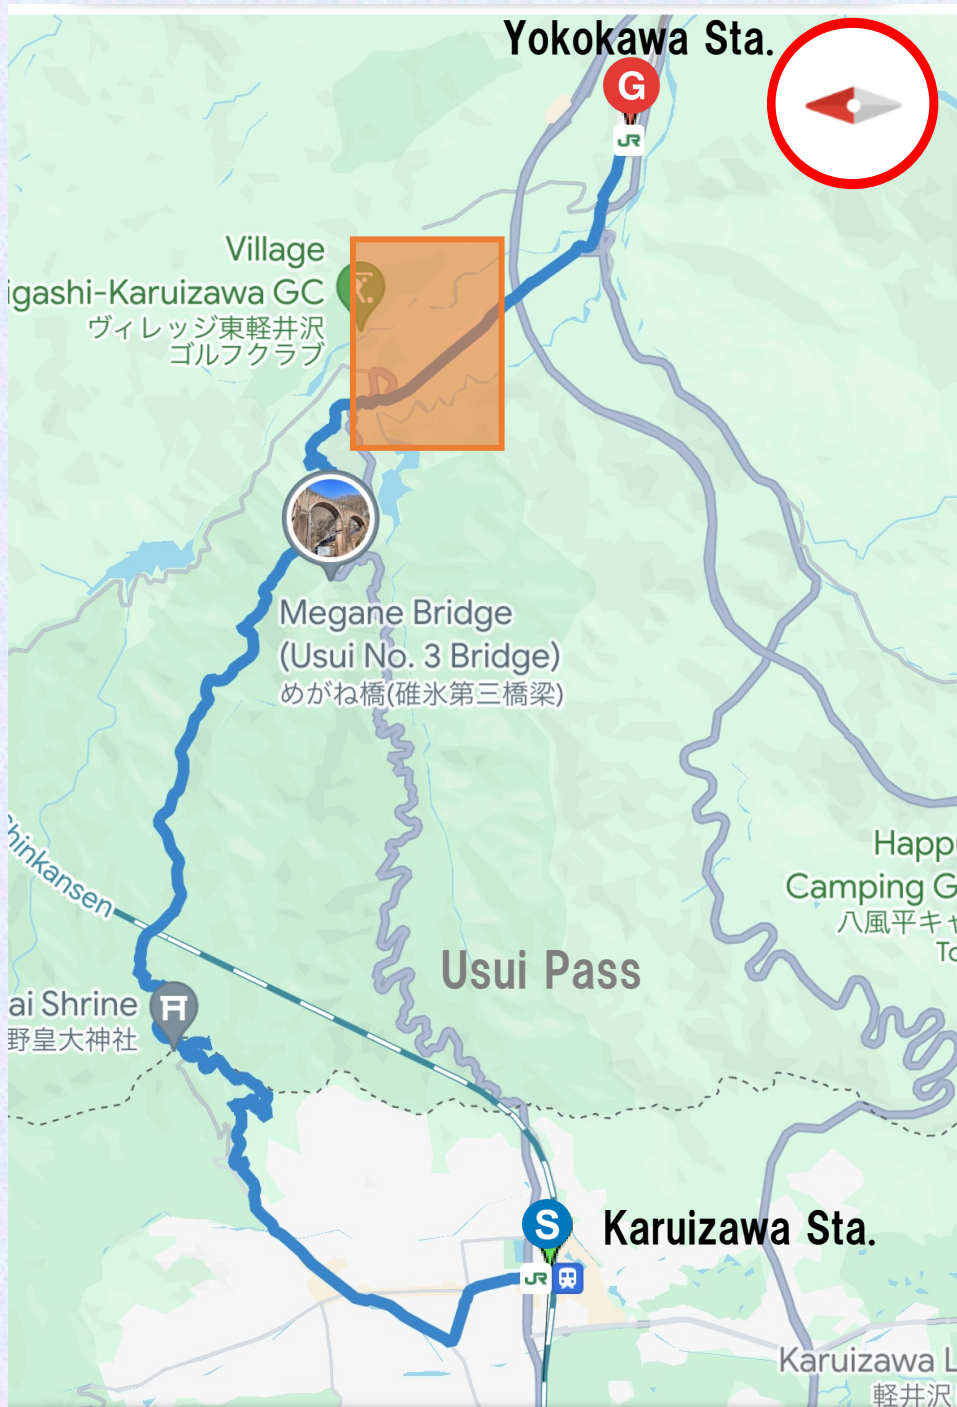 Yokokawa Sta.
G
JR
Village
igashi-Karuizawa GC
ヴィレッジ東軽井沢
ゴルフクラブ
Megane Bridge
(Usui No. 3 Bridge)
めがね橋(碓氷第三橋梁)
Shinkansen
Happu
Camping G
八風平キャ
To
Usui Pass
ai Shrine
野皇大神社
S
Karuizawa Sta.
JR
Karuizawa L
軽井沢